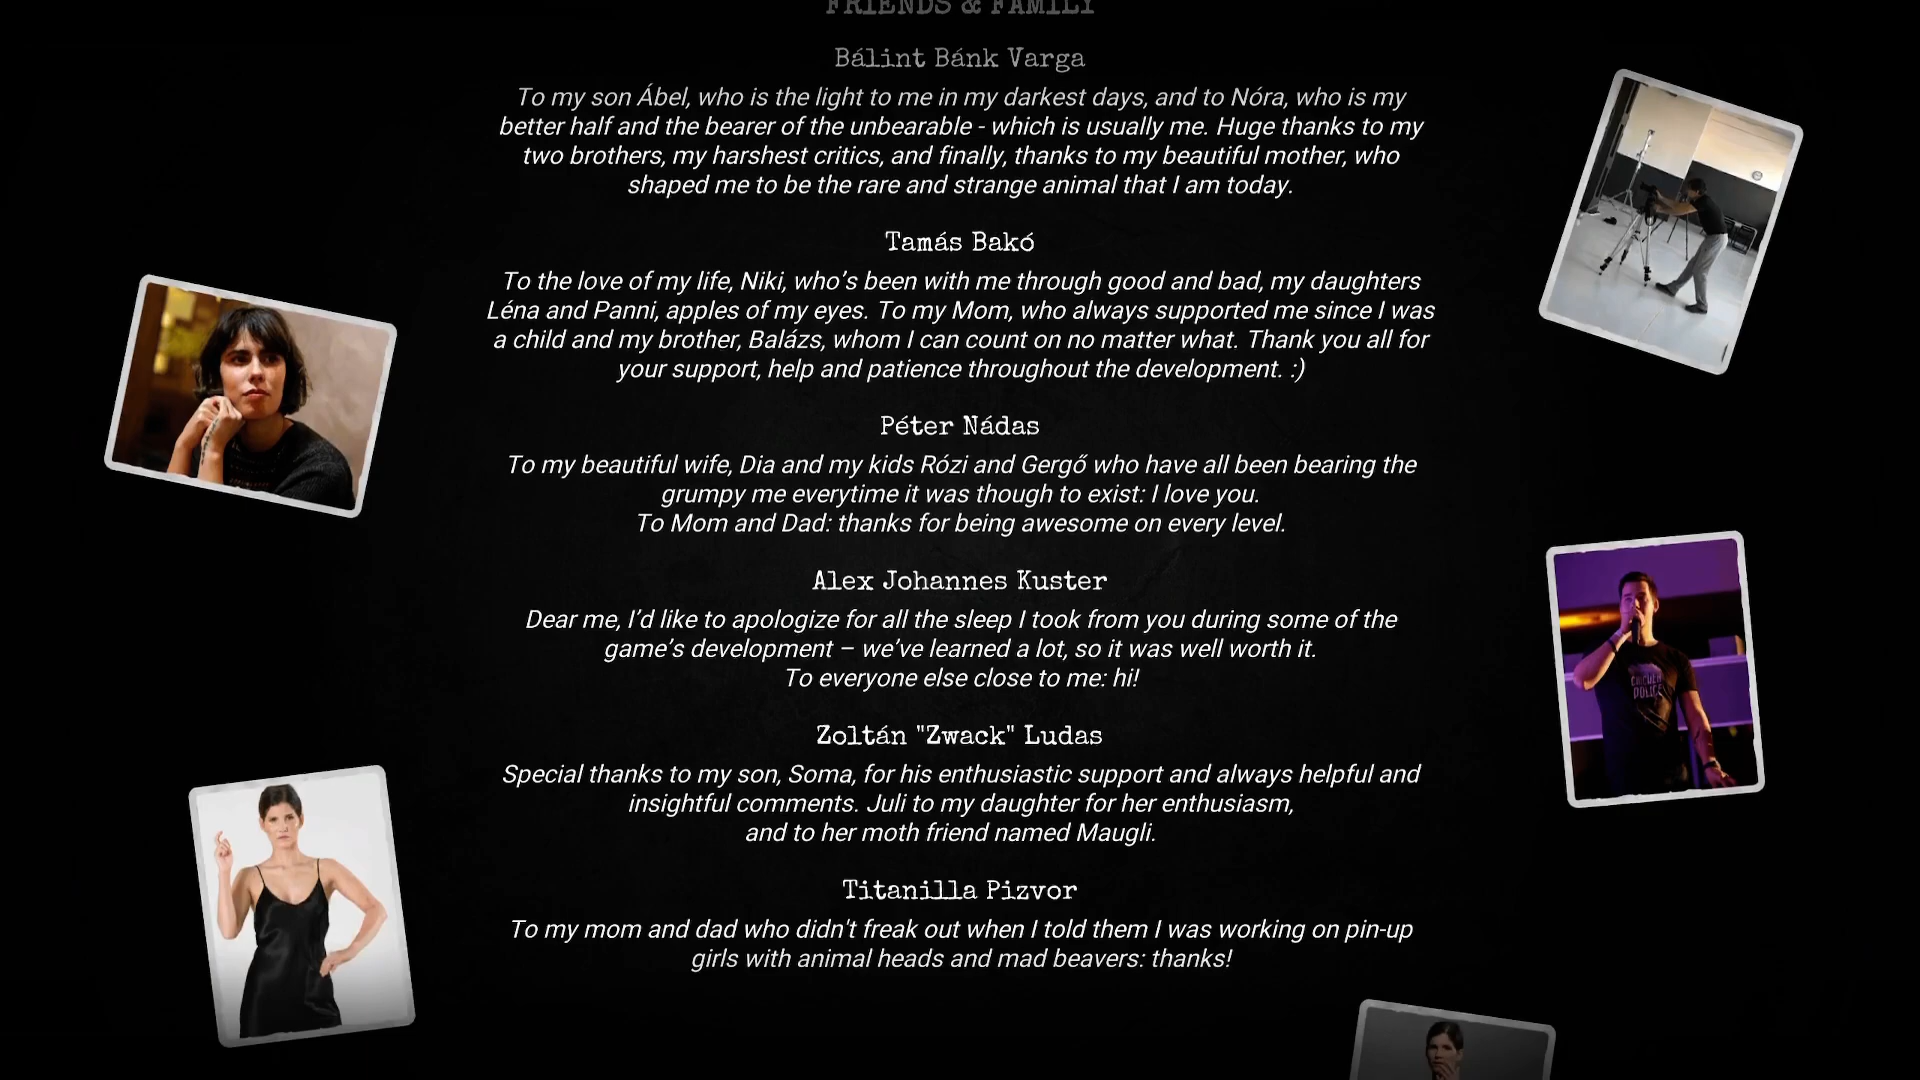 FRIENDS & FAMILY
Bálint Bánk Varga
To my son Ábel, who is the light to me in my darkest days, and to Nóra, who is my
better half and the bearer of the unbearable - which is usually me. Huge thanks to my
two brothers, my harshest critics, and finally, thanks to my beautiful mother, who
shaped me to be the rare and strange animal that I am today.
Tamás Bakó
To the love of my life, Niki, who’s been with me through good and bad, my daughters
Léna and Panni, apples of my eyes. To my Mom, who always supported me since I was
a child and my brother, Balázs, whom I can count on no matter what. Thank you all for
your support, help and patience throughout the development. :)
Péter Nádas
To my beautiful wife, Dia and my kids Rózi and Gergő who have all been bearing the
grumpy me everytime it was though to exist: I love you.
To Mom and Dad: thanks for being awesome on every level.
Alex Johannes Kuster
Dear me, I’d like to apologize for all the sleep I took from you during some of the
game’s development – we’ve learned a lot, so it was well worth it.
To everyone else close to me: hi!
Zoltán "Zwack" Ludas
Special thanks to my son, Soma, for his enthusiastic support and always helpful and
insightful comments. Juli to my daughter for her enthusiasm,
and to her moth friend named Maugli.
Titanilla Pizvor
To my mom and dad who didn't freak out when I told them I was working on pin-up
girls with animal heads and mad beavers: thanks!
POLICE